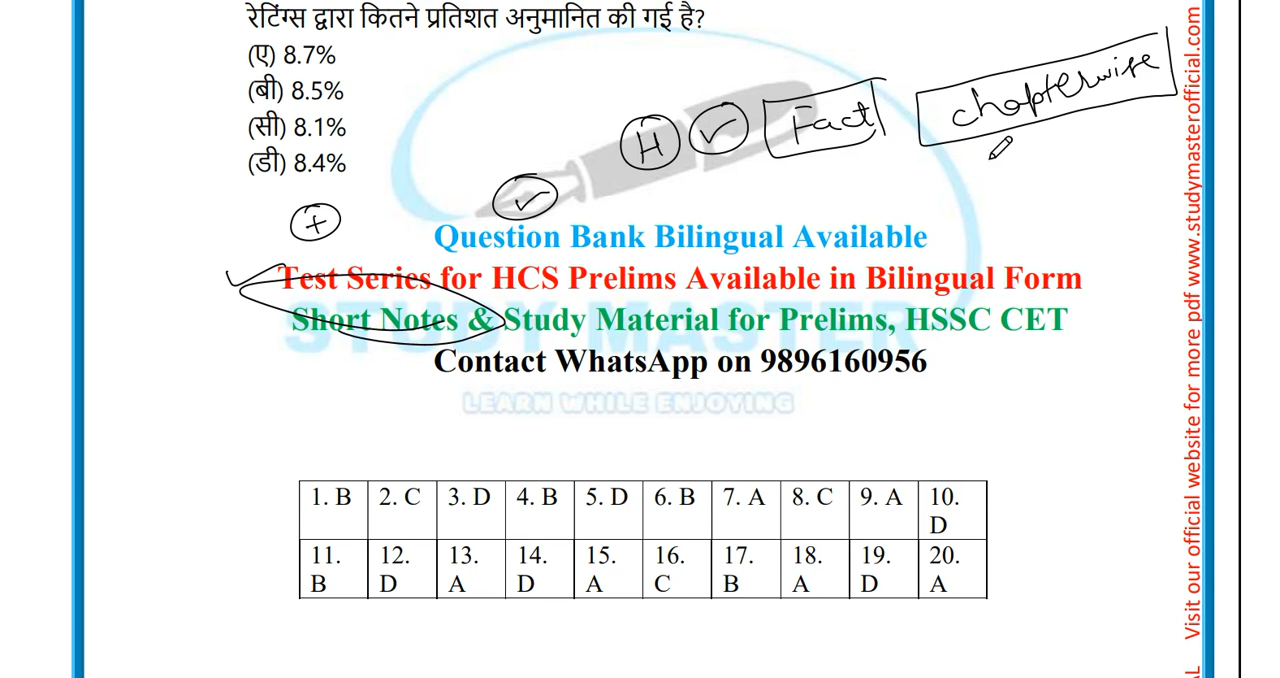 रेटिंग्स द्वारा कितने प्रतिशत अनुमानित की गई है?
(ए) 8.7%
(बी) 8.5%
(सी) 8.1%
(डी) 8.4%
H
Fact
Chapterwise
Question Bank Bilingual Available
Test Series for HCS Prelims Available in Bilingual Form
Short Notes & Study Material for Prelims, HSSC CET
STUDY MASTER
Contact WhatsApp on 9896160956
LEARN WHILE ENJOYING
1. B 2. C 3. D 4. B 5. D 6. B 7. A 8. C 9. A 10. D
11. B 12. D 13. A 14. D 15. A 16. C 17. B 18. A 19. D 20. A
Visit our official website for more pdf www.studymasterofficial.com